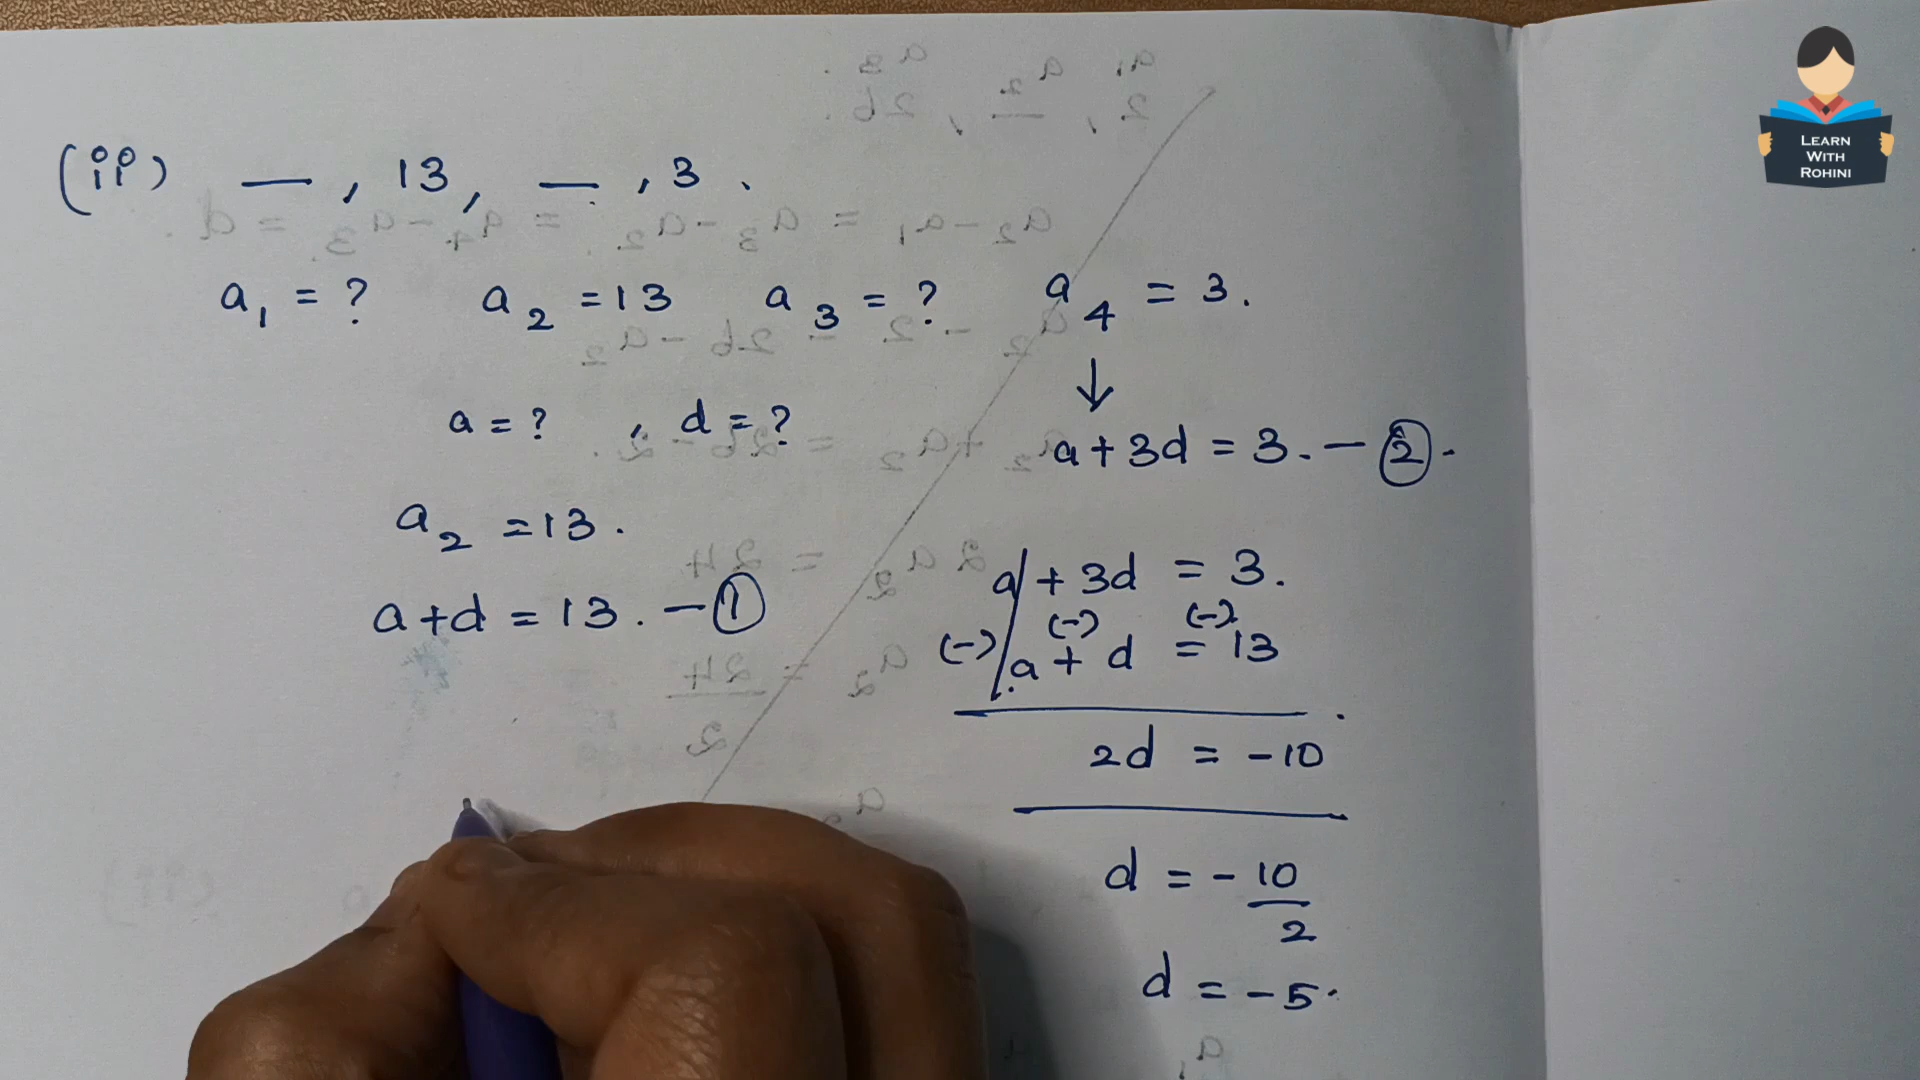 (ii) __ , 13, __ , 3 .
a₁ = ? a₂ = 13 a₃ = ? a₄ = 3.
↓
a = ? , d = ?
a + 3d = 3. — ②.
a₂ = 13.
a + d = 13. — ①
a + 3d = 3.
(-) (-) (-)
a + d = 13
2d = -10
d = -10/2
d = -5.
LEARN
WITH
ROHINI